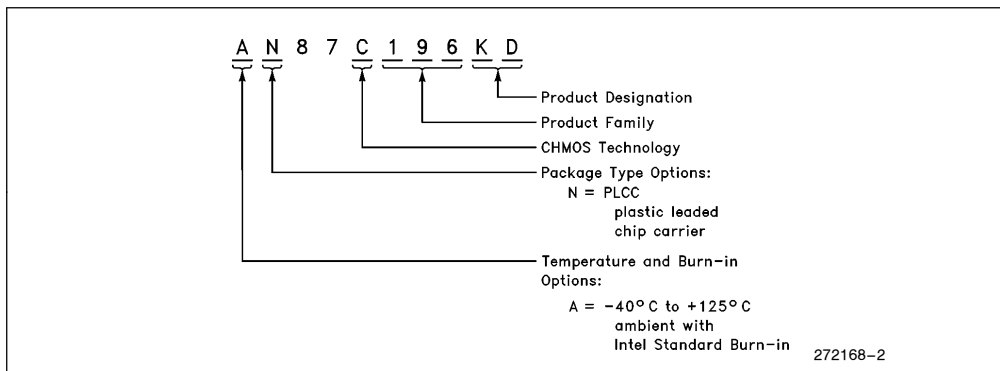 A N 8 7 C 1 9 6 K D
Product Designation
Product Family
CHMOS Technology
Package Type Options:
N = PLCC
plastic leaded
chip carrier
Temperature and Burn-in
Options:
A = -40°C to +125°C
ambient with
Intel Standard Burn-in
272168-2